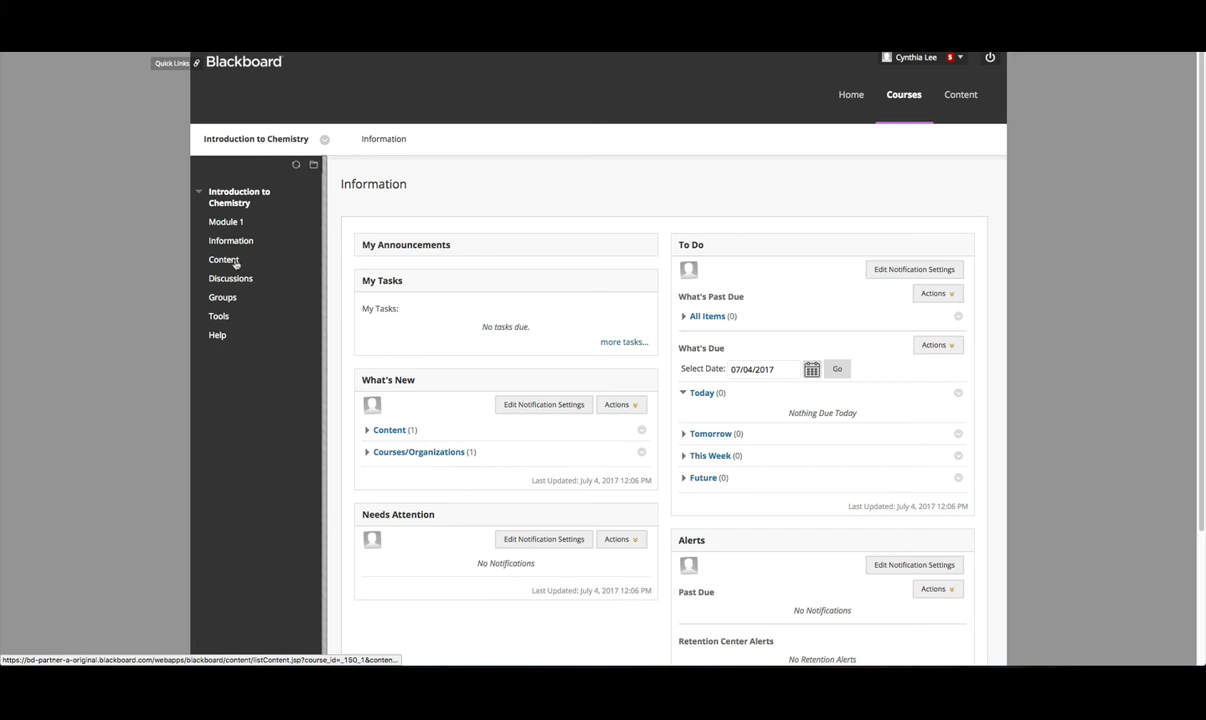 Quick Links
Blackboard
Cynthia Lee 5
Home Courses Content
Introduction to Chemistry Information
Introduction to
Chemistry
Module 1
Information
Content
Discussions
Groups
Tools
Help
Information
My Announcements
My Tasks
My Tasks:
No tasks due.
more tasks...
What's New
Edit Notification Settings Actions
Content (1)
Courses/Organizations (1)
Last Updated: July 4, 2017 12:06 PM
Needs Attention
Edit Notification Settings Actions
No Notifications
Last Updated: July 4, 2017 12:06 PM
To Do
Edit Notification Settings
What's Past Due Actions
All Items (0)
What's Due Actions
Select Date: 07/04/2017 Go
Today (0)
Nothing Due Today
Tomorrow (0)
This Week (0)
Future (0)
Last Updated: July 4, 2017 12:06 PM
Alerts
Edit Notification Settings
Past Due Actions
No Notifications
Retention Center Alerts
No Retention Alerts
https://bd-partner-a-original.blackboard.com/webapps/blackboard/content/listContent.jsp?course_id=_150_1&conten...